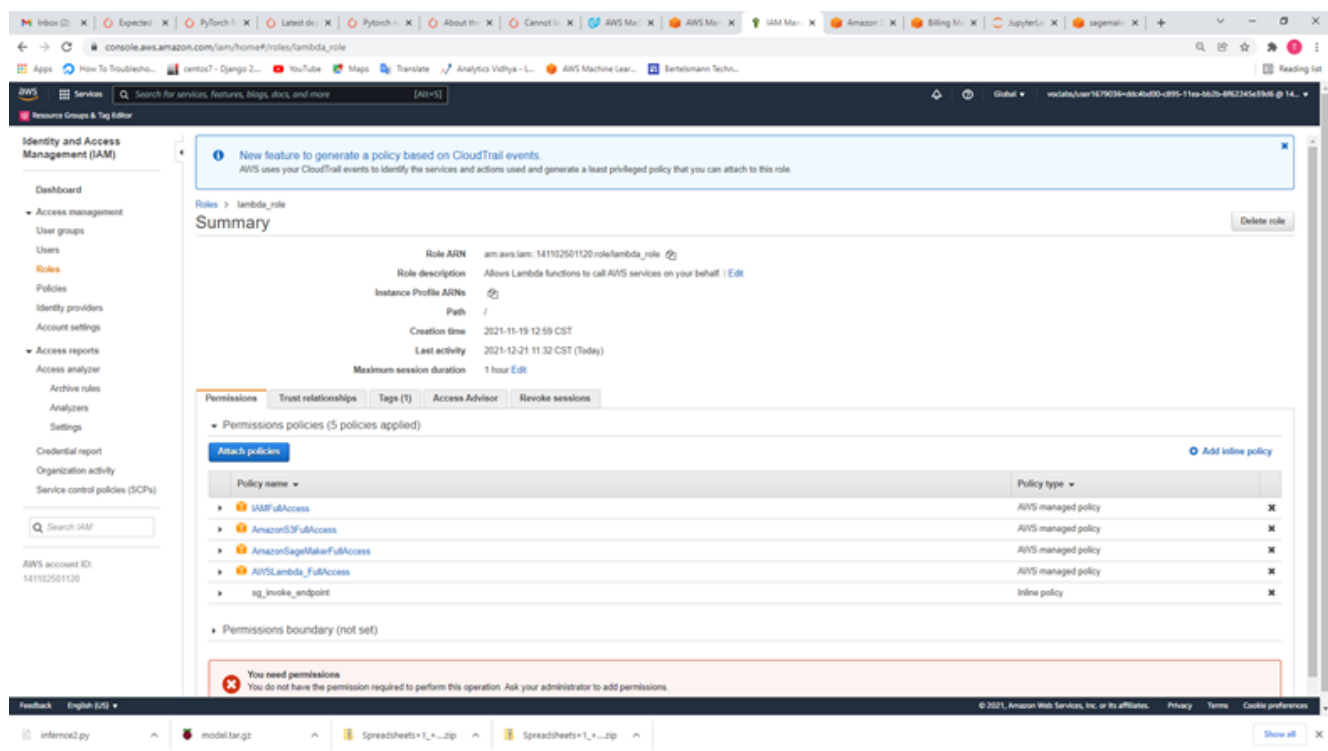 Inbox (2)
Expected
PyTorch F
Latest dep
Pytorch n
About the
Cannot lo
AWS Mac
AWS Man
IAM Man
Amazon S
Billing Ma
JupyterLa
sagemake
console.aws.amazon.com/iam/home#/roles/lambda_role
Apps
How To Troublesho...
centos7 - Django 2...
YouTube
Maps
Translate
Analytics Vidhya - L...
AWS Machine Lear...
Bertelsmann Techn...
Reading list
aws
Services
Search for services, features, blogs, docs, and more
[Alt+S]
Global
Resource Groups & Tag Editor
Identity and Access
Management (IAM)
Dashboard
Access management
User groups
Users
Roles
Policies
Identity providers
Account settings
Access reports
Access analyzer
Archive rules
Analyzers
Settings
Credential report
Organization activity
Service control policies (SCPs)
Search IAM
AWS account ID:
141102501120
New feature to generate a policy based on CloudTrail events.
AWS uses your CloudTrail events to identify the services and actions used and generate a least privileged policy that you can attach to this role.
Roles > lambda_role
Summary
Delete role
Role ARN arn:aws:iam::141102501120:role/lambda_role
Role description Allows Lambda functions to call AWS services on your behalf. | Edit
Instance Profile ARNs
Path /
Creation time 2021-11-19 12:59 CST
Last activity 2021-12-21 11:32 CST (Today)
Maximum session duration 1 hour Edit
Permissions Trust relationships Tags (1) Access Advisor Revoke sessions
Permissions policies (5 policies applied)
Attach policies
Add inline policy
Policy name Policy type
IAMFullAccess AWS managed policy
AmazonS3FullAccess AWS managed policy
AmazonSageMakerFullAccess AWS managed policy
AWSLambda_FullAccess AWS managed policy
sg_invoke_endpoint Inline policy
Permissions boundary (not set)
You need permissions
You do not have the permission required to perform this operation. Ask your administrator to add permissions.
Feedback English (US)
© 2021, Amazon Web Services, Inc. or its affiliates. Privacy Terms Cookie preferences
infernce2.py
model.tar.gz
Spreadsheets+1_+....zip
Spreadsheets+1_+....zip
Show all